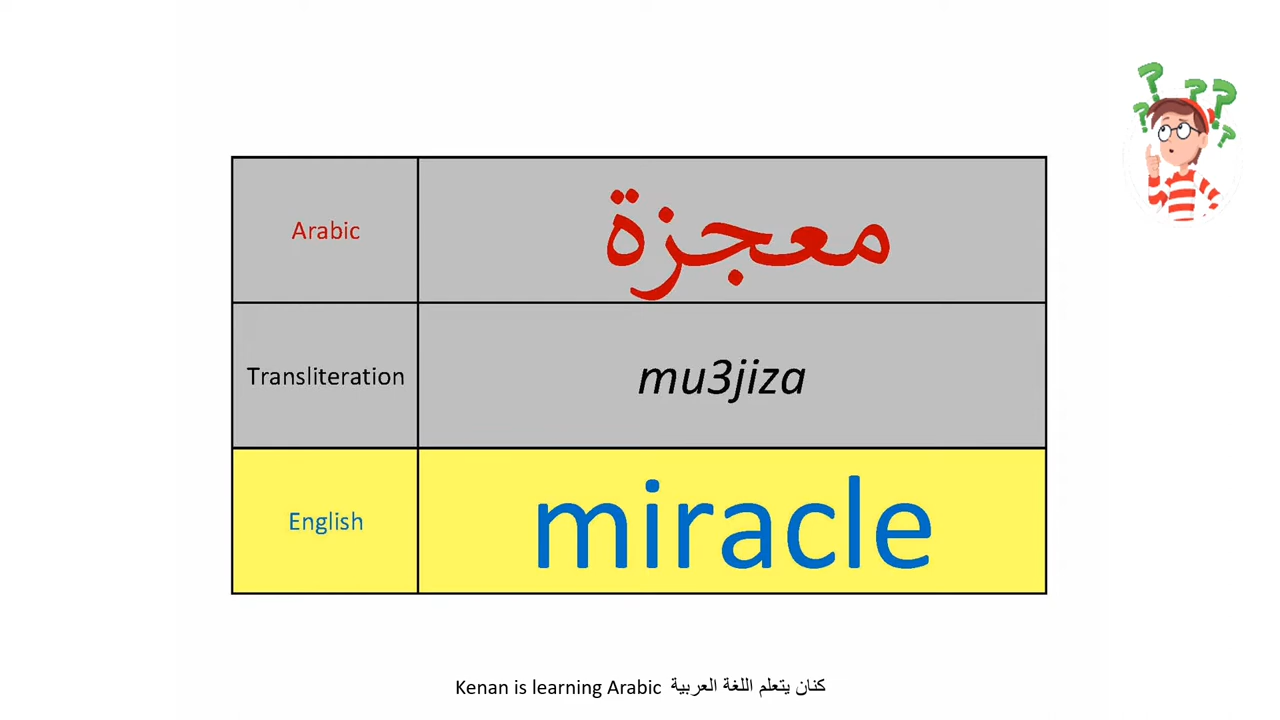 Arabic معجزة
Transliteration mu3jiza
English miracle
Kenan is learning Arabic كنان يتعلم اللغة العربية